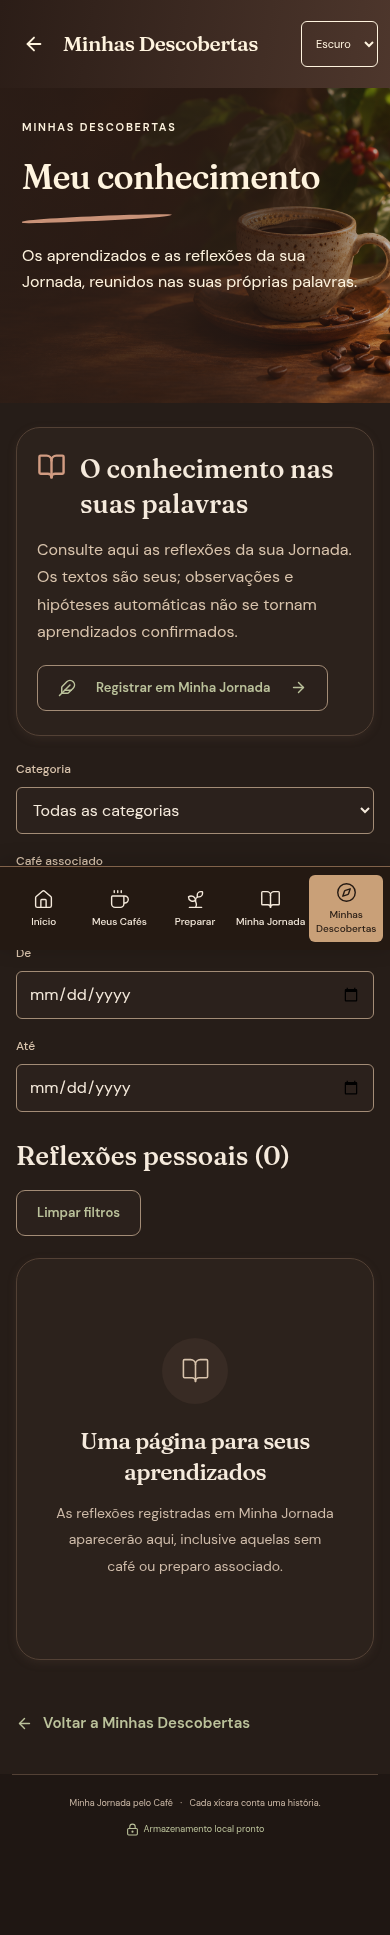 Minhas Descobertas
Escuro
MINHAS DESCOBERTAS
Meu conhecimento
Os aprendizados e as reflexões da sua
Jornada, reunidos nas suas próprias palavras.
O conhecimento nas
suas palavras
Consulte aqui as reflexões da sua Jornada.
Os textos são seus; observações e
hipóteses automáticas não se tornam
aprendizados confirmados.
Registrar em Minha Jornada
Categoria
Todas as categorias
Café associado
Início
Meus Cafés
Preparar
Minha Jornada
Minhas
Descobertas
De
mm/dd/yyyy
Até
mm/dd/yyyy
Reflexões pessoais (0)
Limpar filtros
Uma página para seus
aprendizados
As reflexões registradas em Minha Jornada
aparecerão aqui, inclusive aquelas sem
café ou preparo associado.
Voltar a Minhas Descobertas
Minha Jornada pelo Café · Cada xícara conta uma história.
Armazenamento local pronto